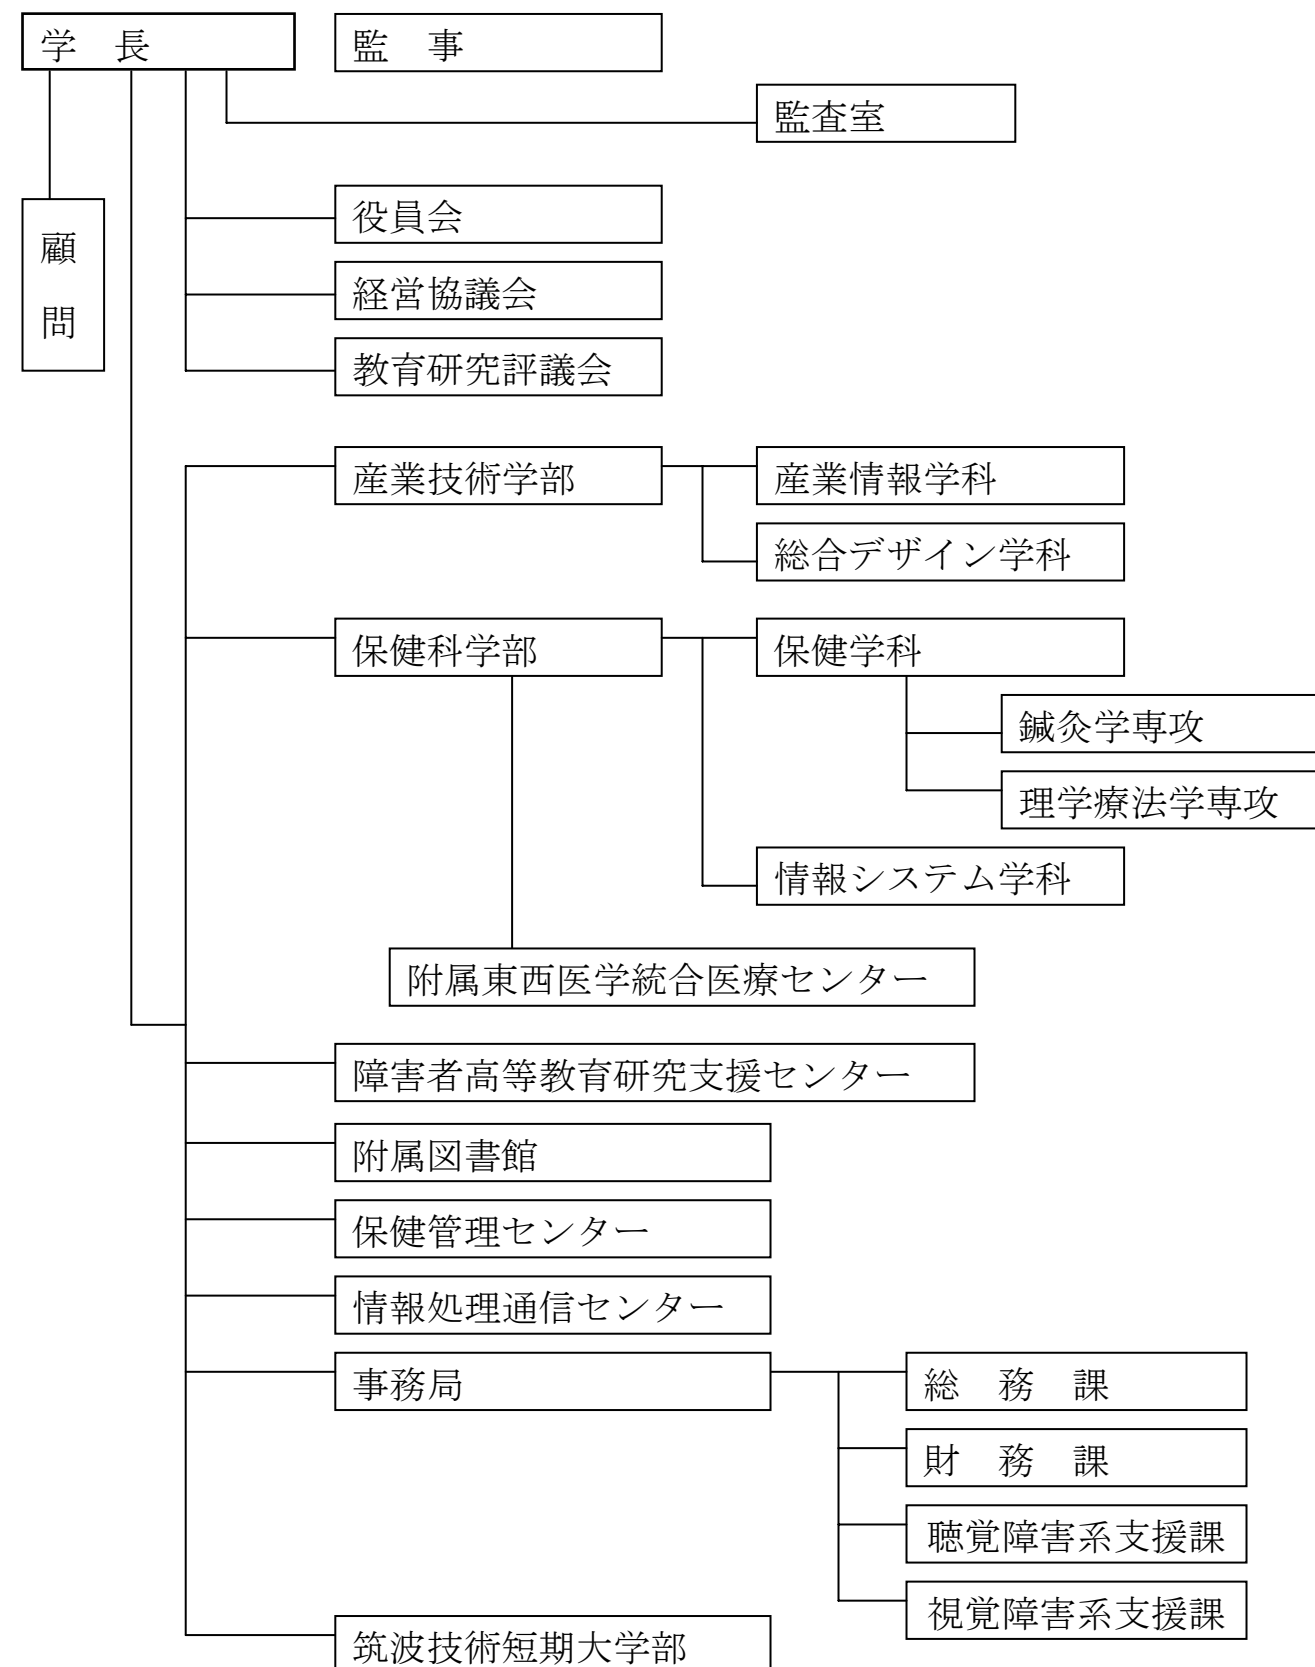 学　長
監　事
監査室
顧問
役員会
経営協議会
教育研究評議会
産業技術学部
産業情報学科
総合デザイン学科
保健科学部
保健学科
鍼灸学専攻
理学療法学専攻
情報システム学科
附属東西医学統合医療センター
障害者高等教育研究支援センター
附属図書館
保健管理センター
情報処理通信センター
事務局
総　務　課
財　務　課
聴覚障害系支援課
視覚障害系支援課
筑波技術短期大学部